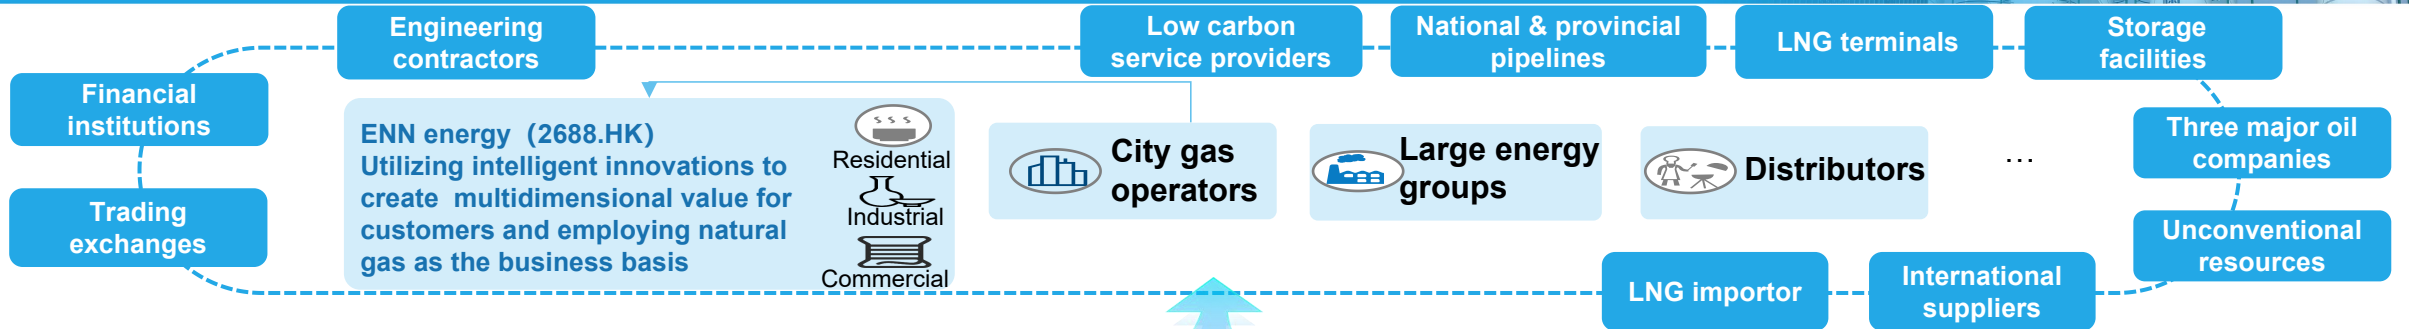 Engineering
contractors
Low carbon
service providers
National & provincial
pipelines
LNG terminals
Storage
facilities
Financial
institutions
Trading
exchanges
ENN energy（2688.HK）
Utilizing intelligent innovations to
create multidimensional value for
customers and employing natural
gas as the business basis
Residential
Industrial
Commercial
City gas
operators
Large energy
groups
Distributors
...
Three major oil
companies
Unconventional
resources
LNG importor
International
suppliers